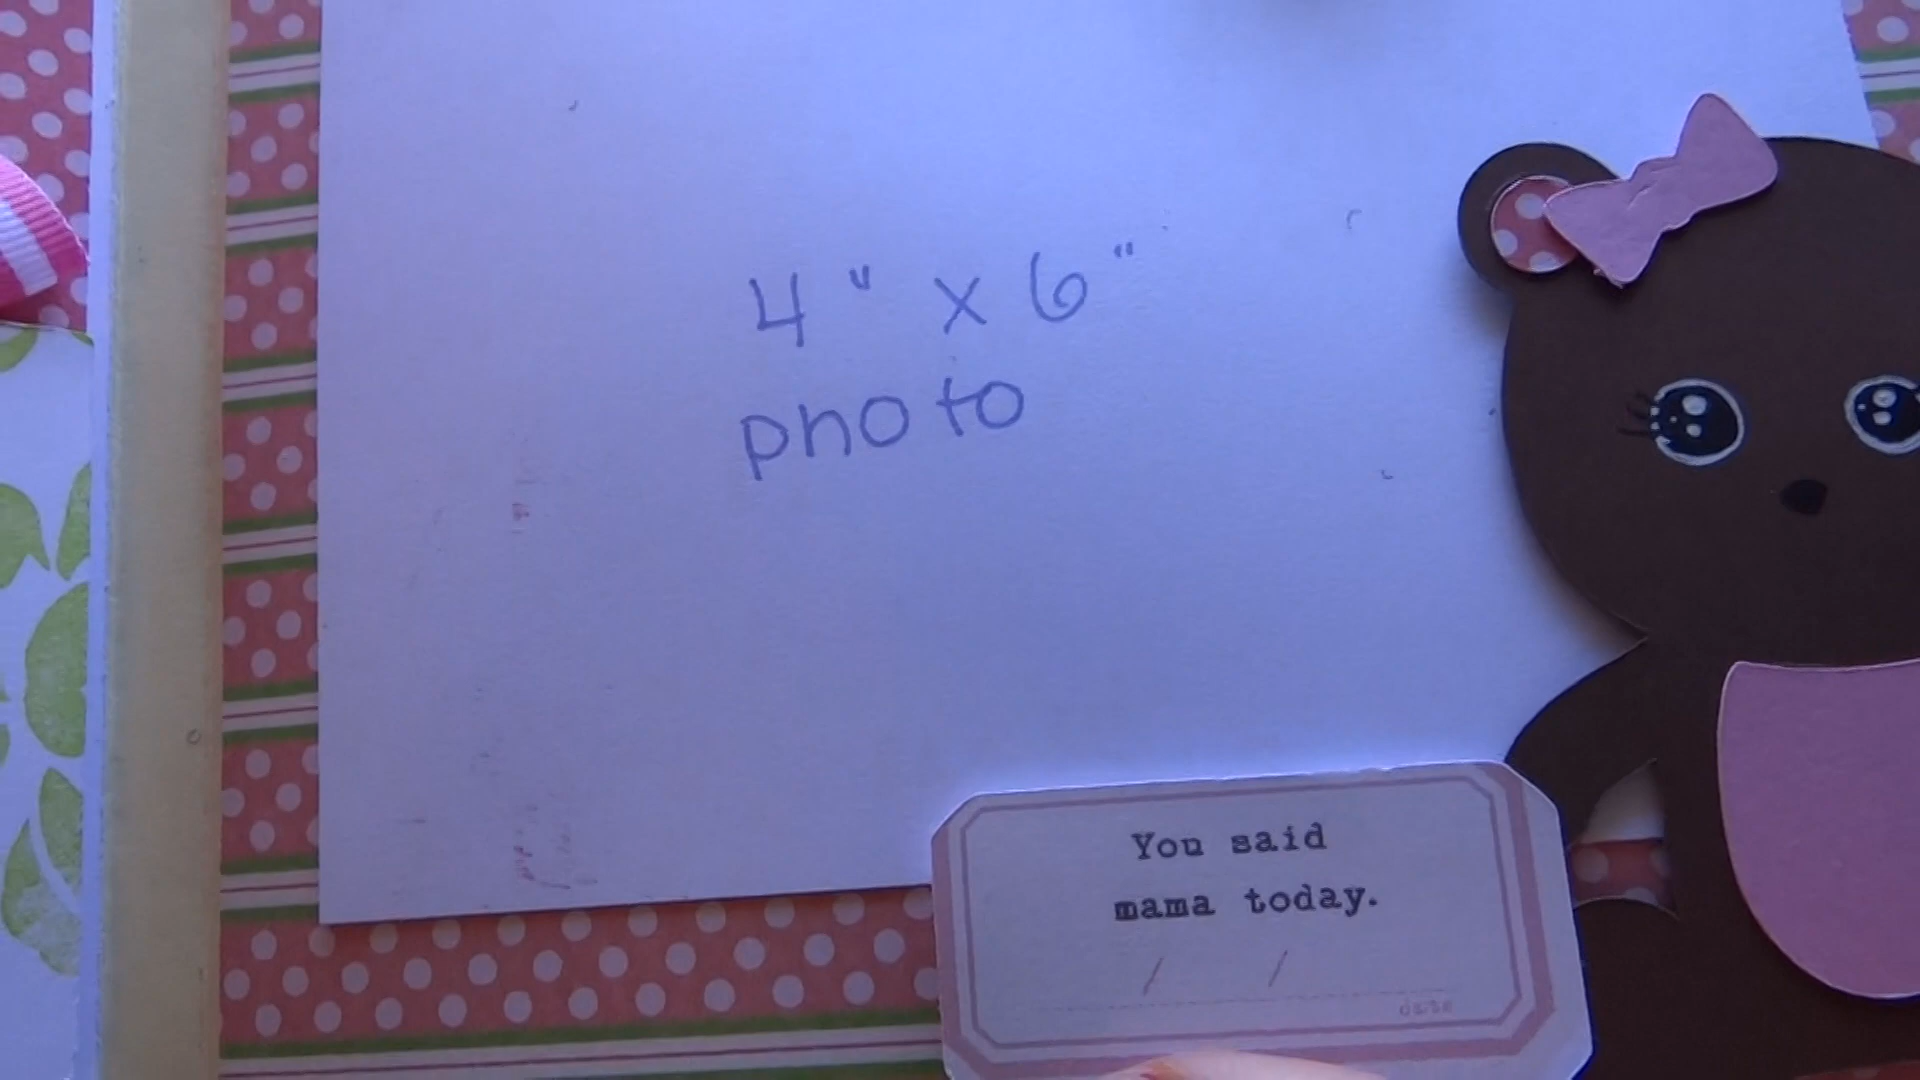 4" x 6"
photo
You said
mama today.
/ /
date